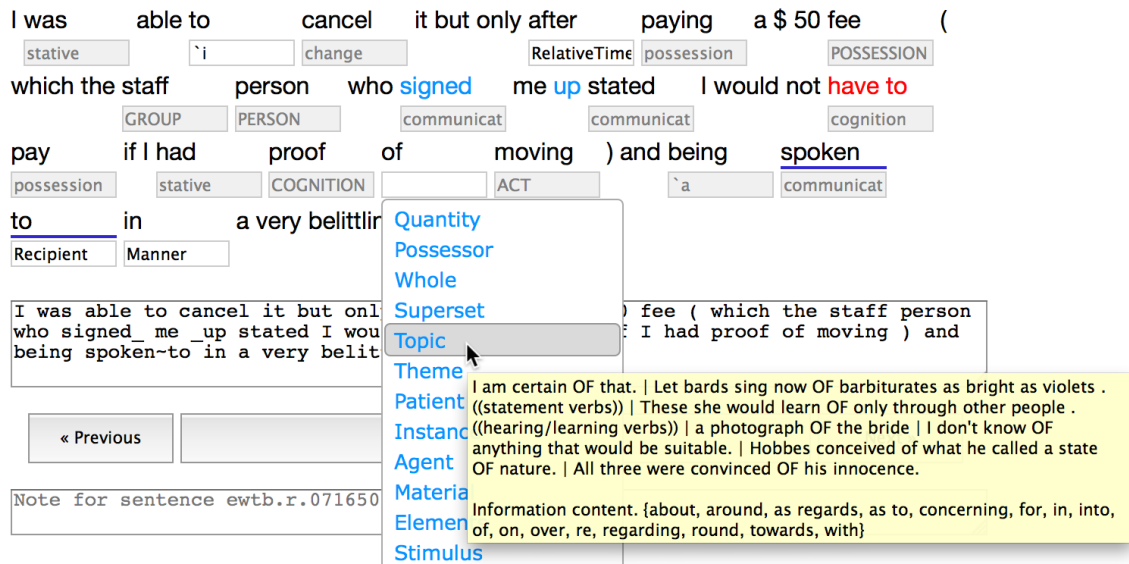 I was able to cancel it but only after paying a $ 50 fee (
stative `i change RelativeTime possession POSSESSION
which the staff person who signed me up stated I would not have to
GROUP PERSON communicat communicat cognition
pay if I had proof of moving ) and being spoken
possession stative COGNITION ACT `a communicat
to in a very belittlin
Recipient Manner
Quantity
Possessor
Whole
Superset
Topic
Theme
Patient
Instanc
Agent
Materia
Elemen
Stimulus
I was able to cancel it but onl ) fee ( which the staff person
who signed_ me _up stated I wou f I had proof of moving ) and
being spoken~to in a very belit
I am certain OF that. | Let bards sing now OF barbiturates as bright as violets .
((statement verbs)) | These she would learn OF only through other people .
((hearing/learning verbs)) | a photograph OF the bride | I don't know OF
anything that would be suitable. | Hobbes conceived of what he called a state
OF nature. | All three were convinced OF his innocence.
Information content. {about, around, as regards, as to, concerning, for, in, into,
of, on, over, re, regarding, round, towards, with}
« Previous
Note for sentence ewtb.r.071650